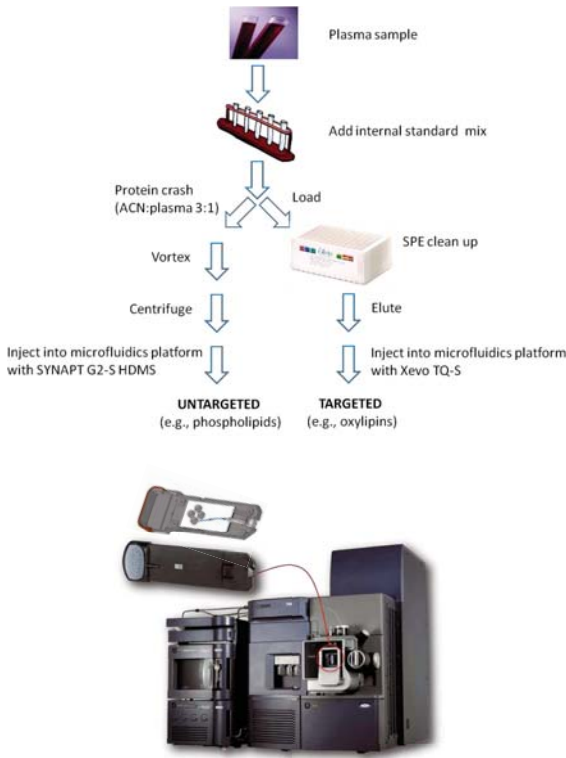 Plasma sample
Add internal standard mix
Protein crash
(ACN:plasma 3:1)
Load
SPE clean up
Vortex
Centrifuge
Elute
Inject into microfluidics platform
with SYNAPT G2-S HDMS
Inject into microfluidics platform
with Xevo TQ-S
UNTARGETED
(e.g., phospholipids)
TARGETED
(e.g., oxylipins)